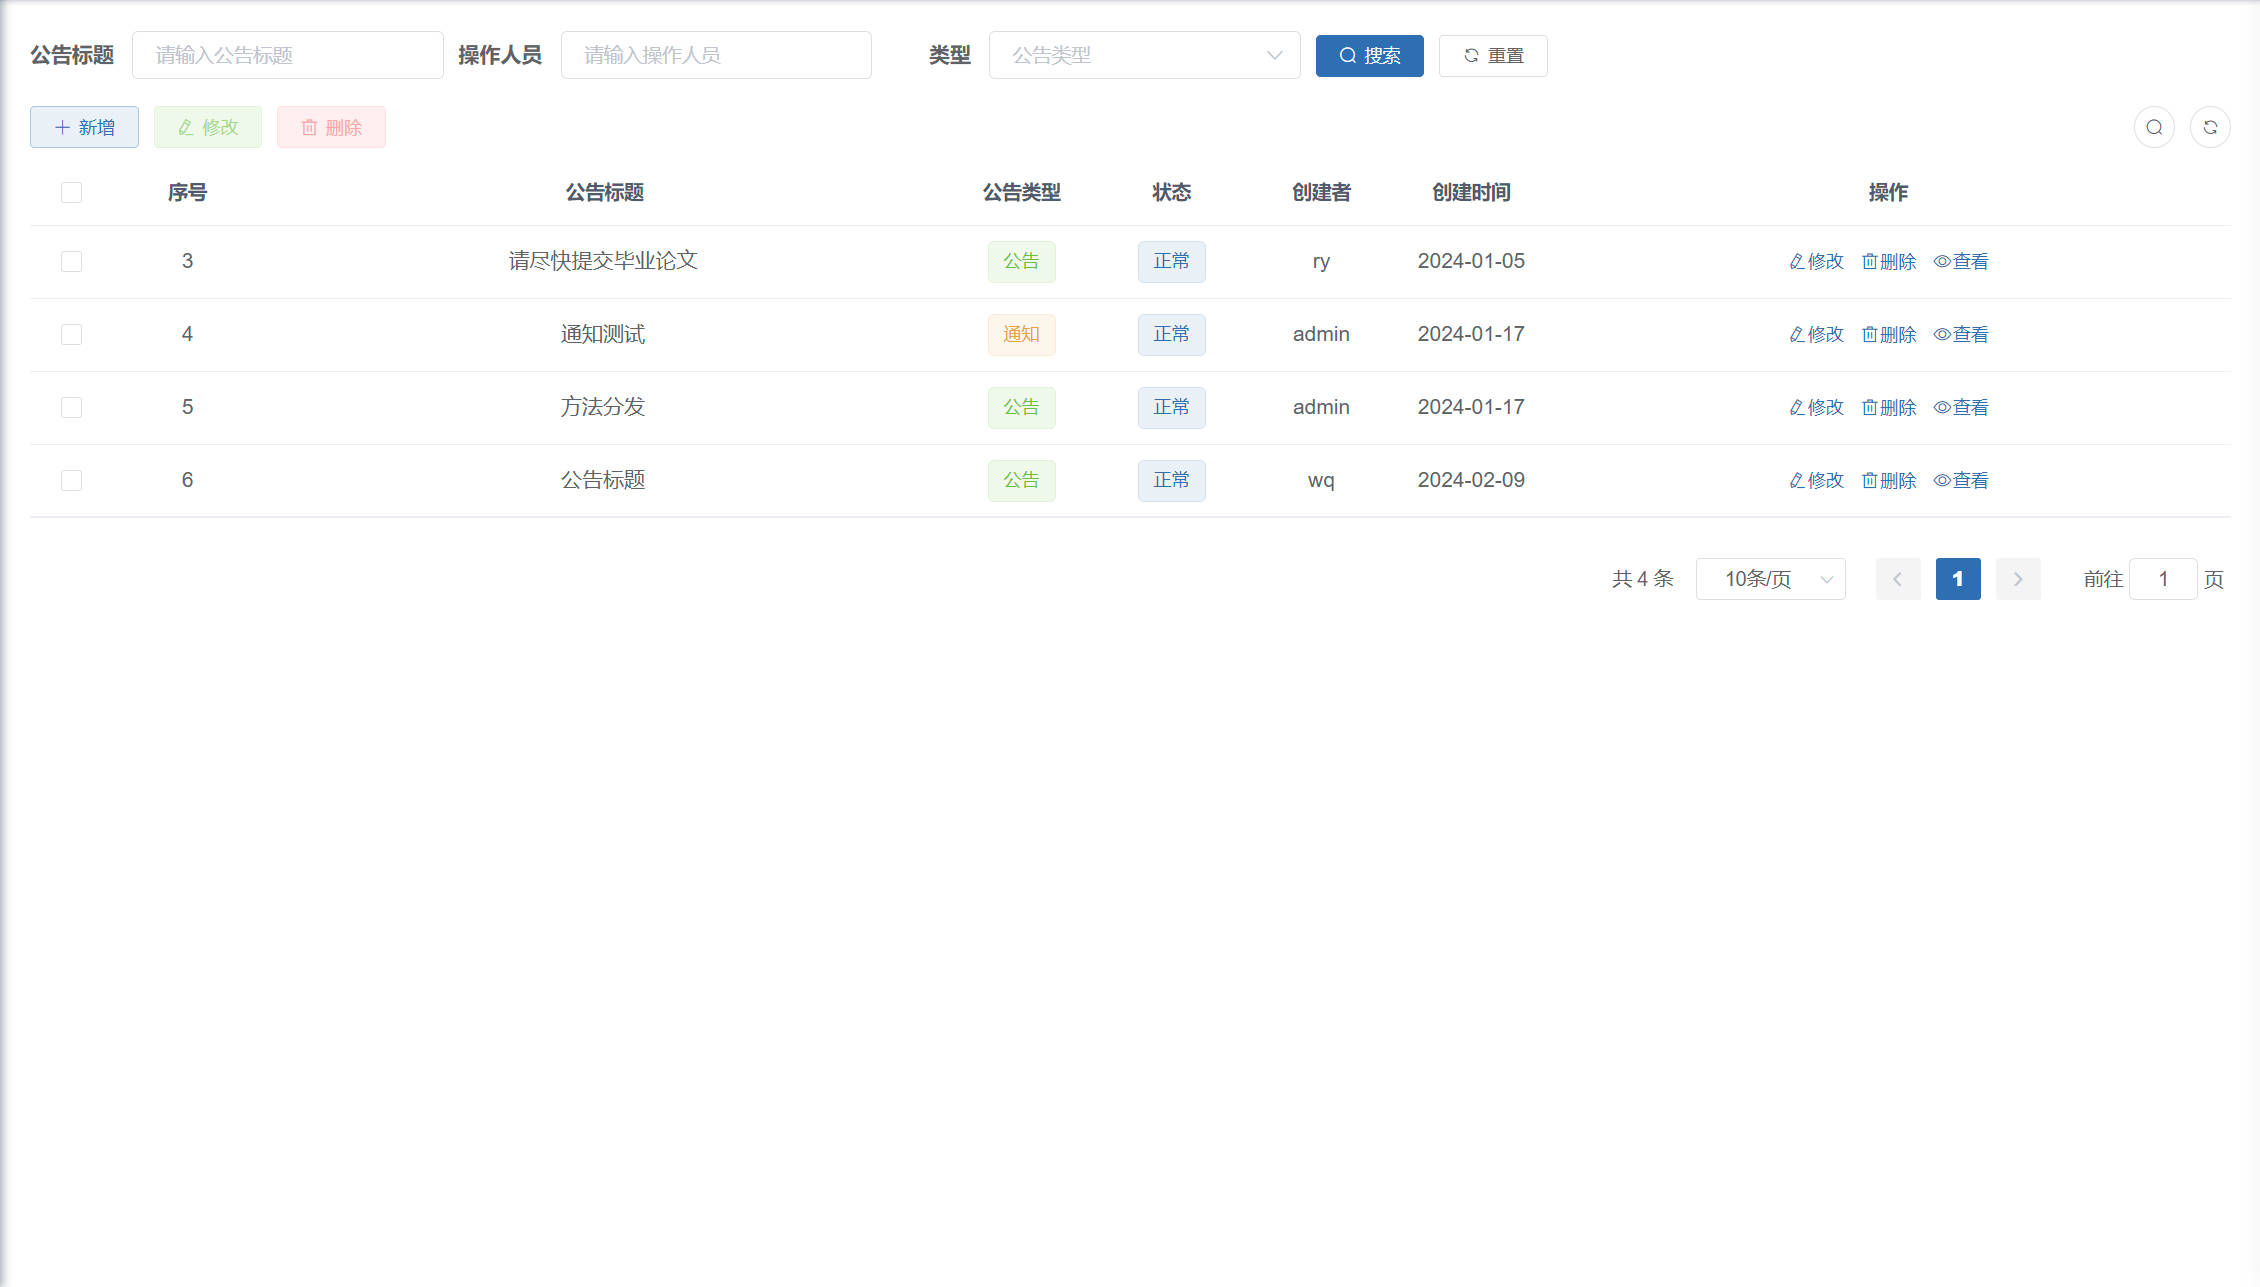 公告标题 请输入公告标题 操作人员 请输入操作人员 类型 公告类型 搜索 重置
新增 修改 删除
序号 公告标题 公告类型 状态 创建者 创建时间 操作
3 请尽快提交毕业论文 公告 正常 ry 2024-01-05 修改 删除 查看
4 通知测试 通知 正常 admin 2024-01-17 修改 删除 查看
5 方法分发 公告 正常 admin 2024-01-17 修改 删除 查看
6 公告标题 公告 正常 wq 2024-02-09 修改 删除 查看
共 4 条 10条/页 1 前往 1 页